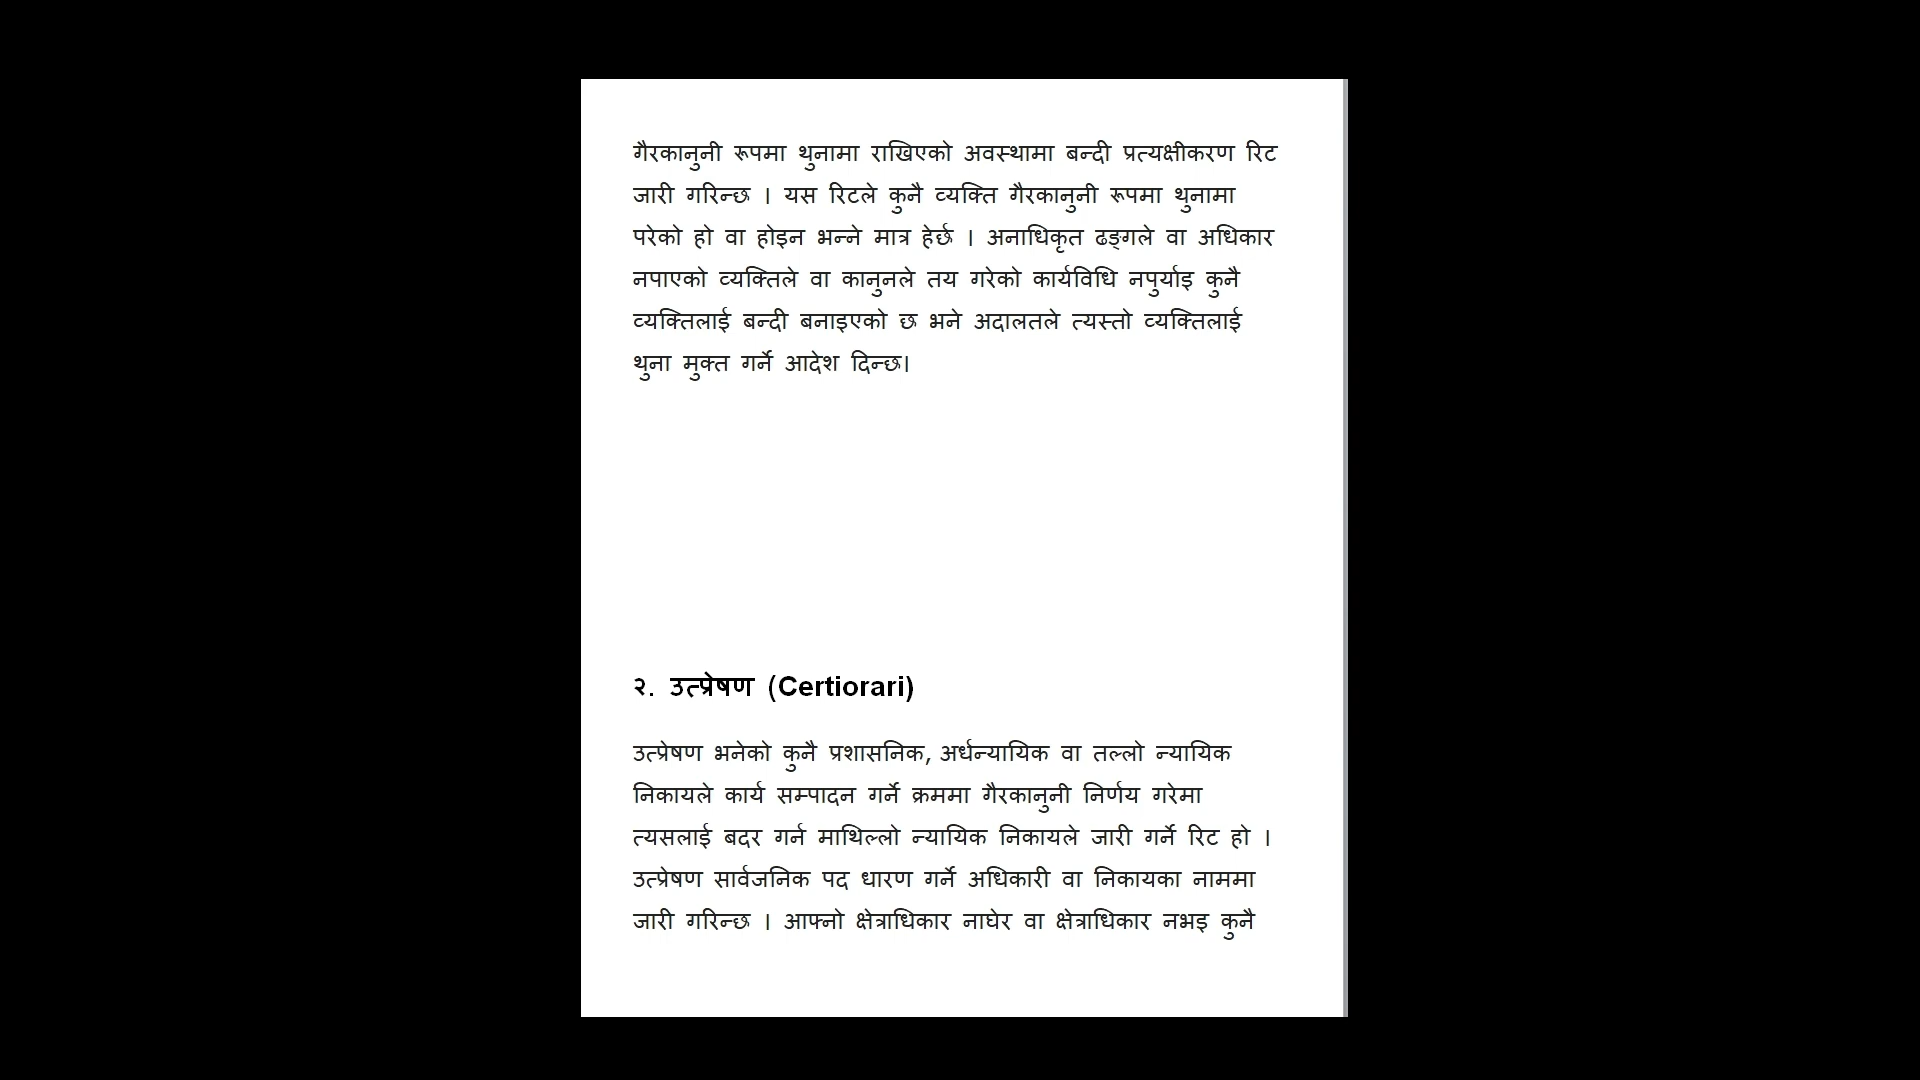 गैरकानुनी रूपमा थुनामा राखिएको अवस्थामा बन्दी प्रत्यक्षीकरण रिट
जारी गरिन्छ । यस रिटले कुनै व्यक्ति गैरकानुनी रूपमा थुनामा
परेको हो वा होइन भन्ने मात्र हेर्छ । अनाधिकृत ढङ्गले वा अधिकार
नपाएको व्यक्तिले वा कानुनले तय गरेको कार्यविधि नपुर्याइ कुनै
व्यक्तिलाई बन्दी बनाइएको छ भने अदालतले त्यस्तो व्यक्तिलाई
थुना मुक्त गर्ने आदेश दिन्छ।
२. उत्प्रेषण (Certiorari)
उत्प्रेषण भनेको कुनै प्रशासनिक, अर्धन्यायिक वा तल्लो न्यायिक
निकायले कार्य सम्पादन गर्ने क्रममा गैरकानुनी निर्णय गरेमा
त्यसलाई बदर गर्न माथिल्लो न्यायिक निकायले जारी गर्ने रिट हो ।
उत्प्रेषण सार्वजनिक पद धारण गर्ने अधिकारी वा निकायका नाममा
जारी गरिन्छ । आफ्नो क्षेत्राधिकार नाघेर वा क्षेत्राधिकार नभइ कुनै